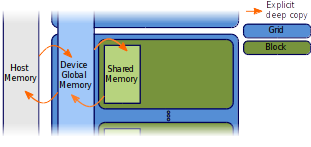 Explicit
deep copy
Grid
Block
Host
Memory
Device
Global
Memory
Shared
Memory